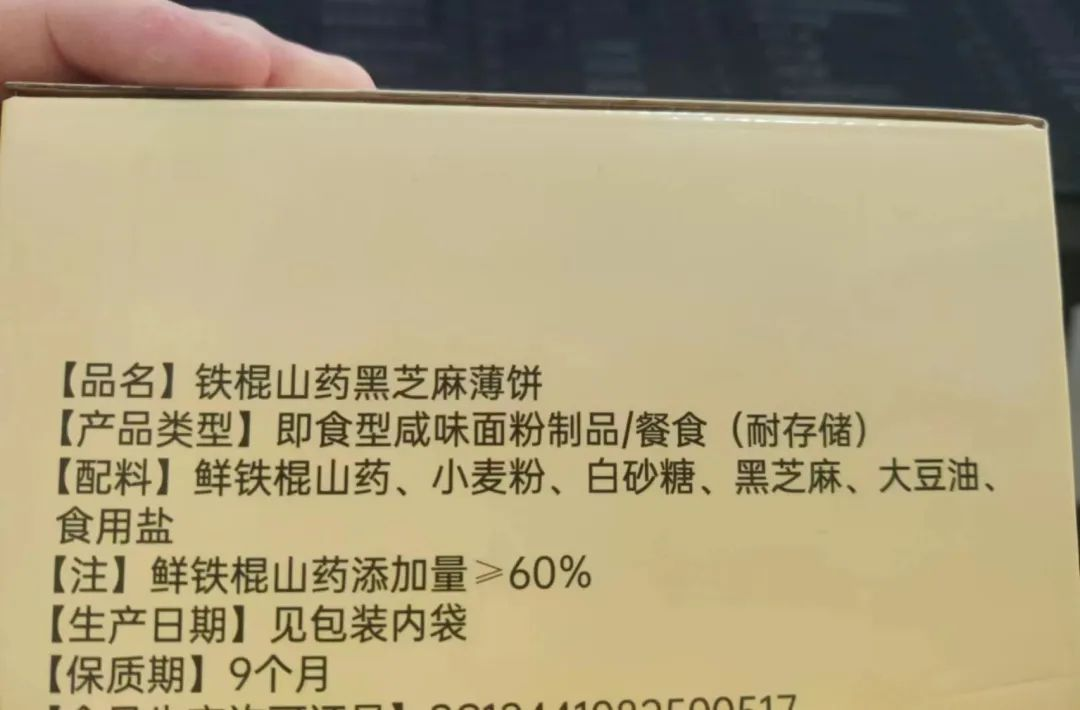 【品名】铁棍山药黑芝麻薄饼
【产品类型】即食型咸味面粉制品/餐食（耐存储）
【配料】鲜铁棍山药、小麦粉、白砂糖、黑芝麻、大豆油、
食用盐
【注】鲜铁棍山药添加量⩾60%
【生产日期】见包装内袋
【保质期】9个月